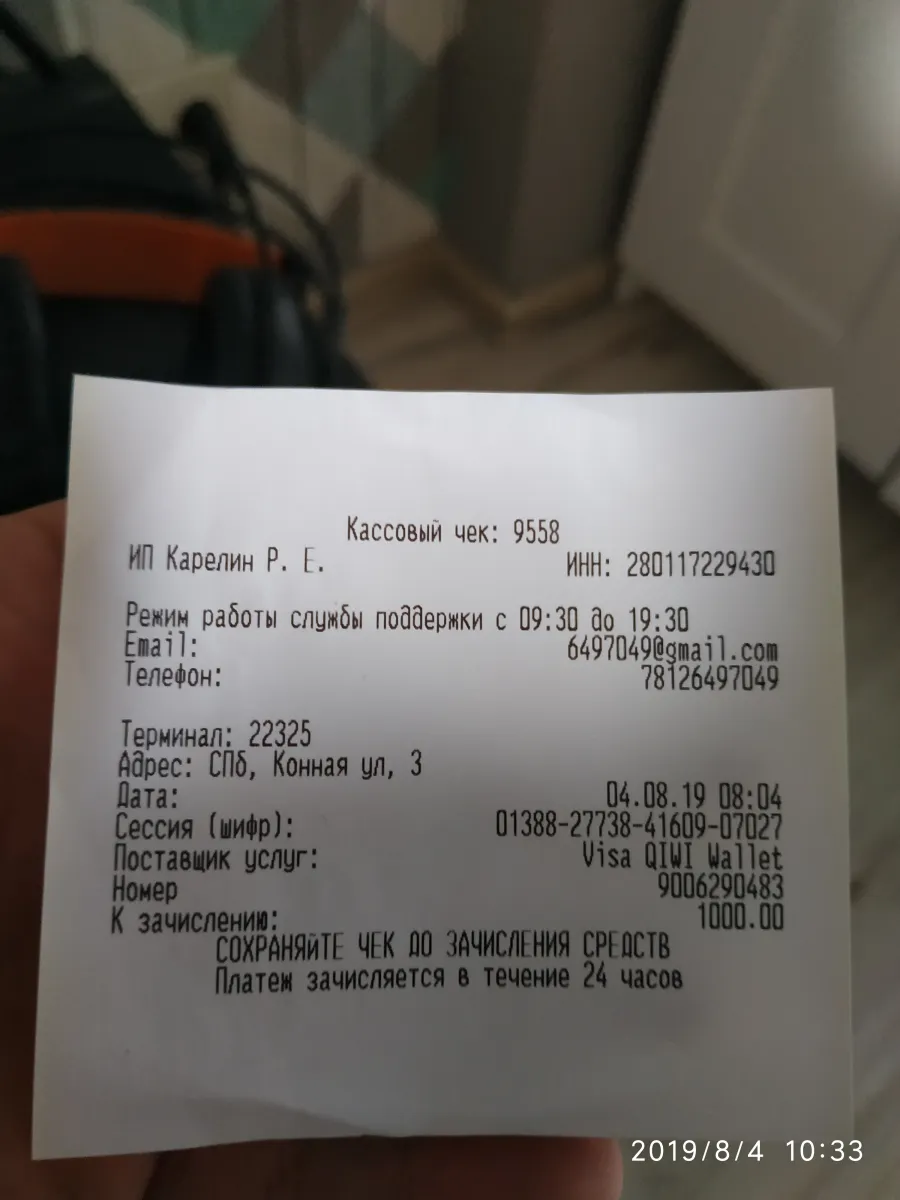 Кассовый чек: 9558
ИП Карелин Р. Е. ИНН: 280117229430
Режим работы службы поддержки с 09:30 до 19:30
Email: 6497049@gmail.com
Телефон: 78126497049
Терминал: 22325
Адрес: СПб, Конная ул, 3
Дата: 04.08.19 08:04
Сессия (шифр): 01388-27738-41609-07027
Поставщик услуг: Visa QIWI Wallet
Номер 9006290483
К зачислению: 1000.00
СОХРАНЯЙТЕ ЧЕК ДО ЗАЧИСЛЕНИЯ СРЕДСТВ
Платеж зачисляется в течение 24 часов
2019/8/4 10:33